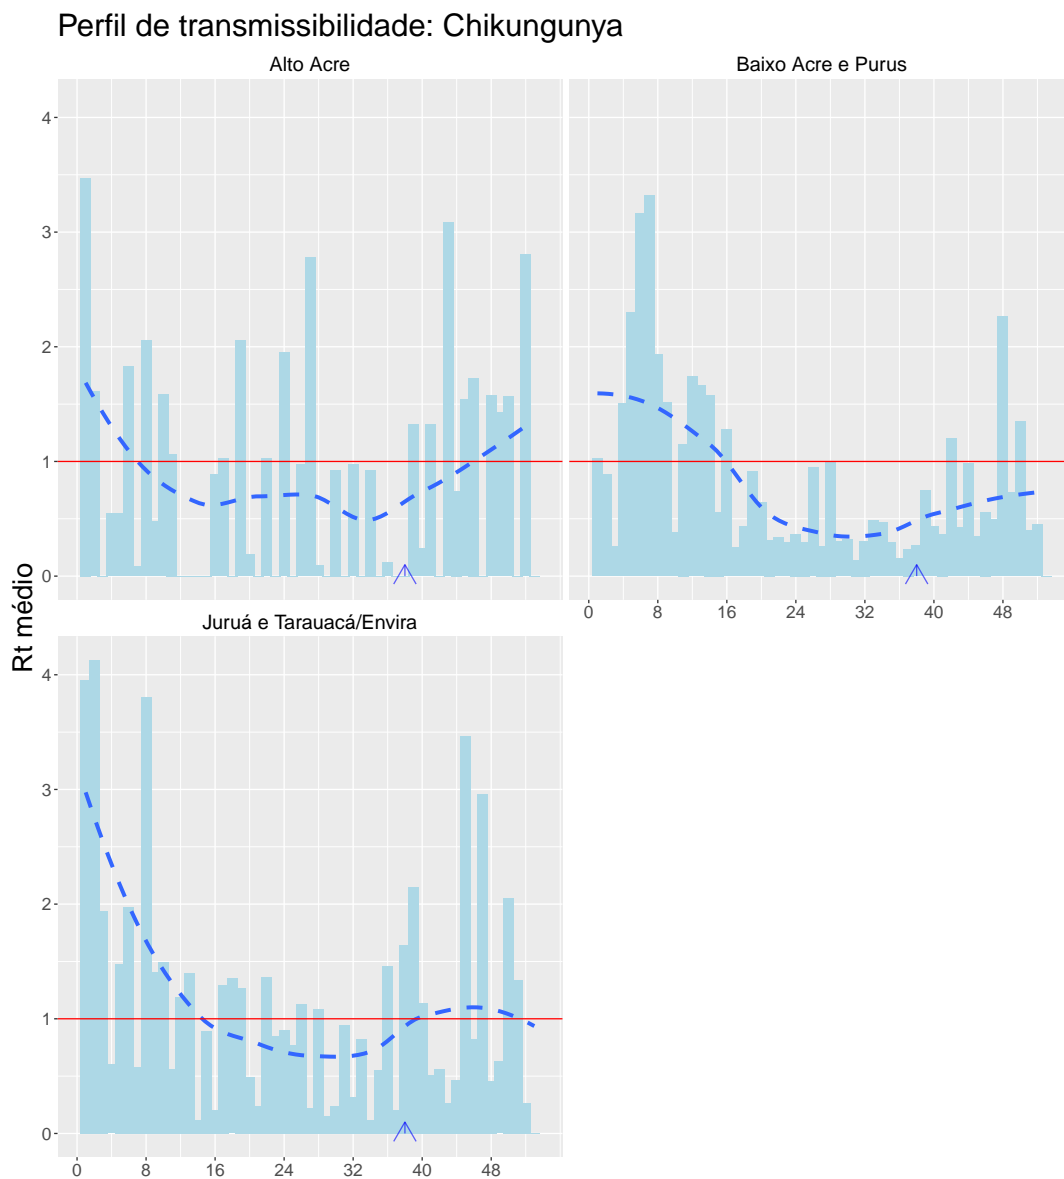 Perfil de transmissibilidade: Chikungunya
Alto Acre
Baixo Acre e Purus
4
3
2
1
0
0 8 16 24 32 40 48
Rt médio
Juruá e Tarauacá/Envira
4
3
2
1
0
0 8 16 24 32 40 48